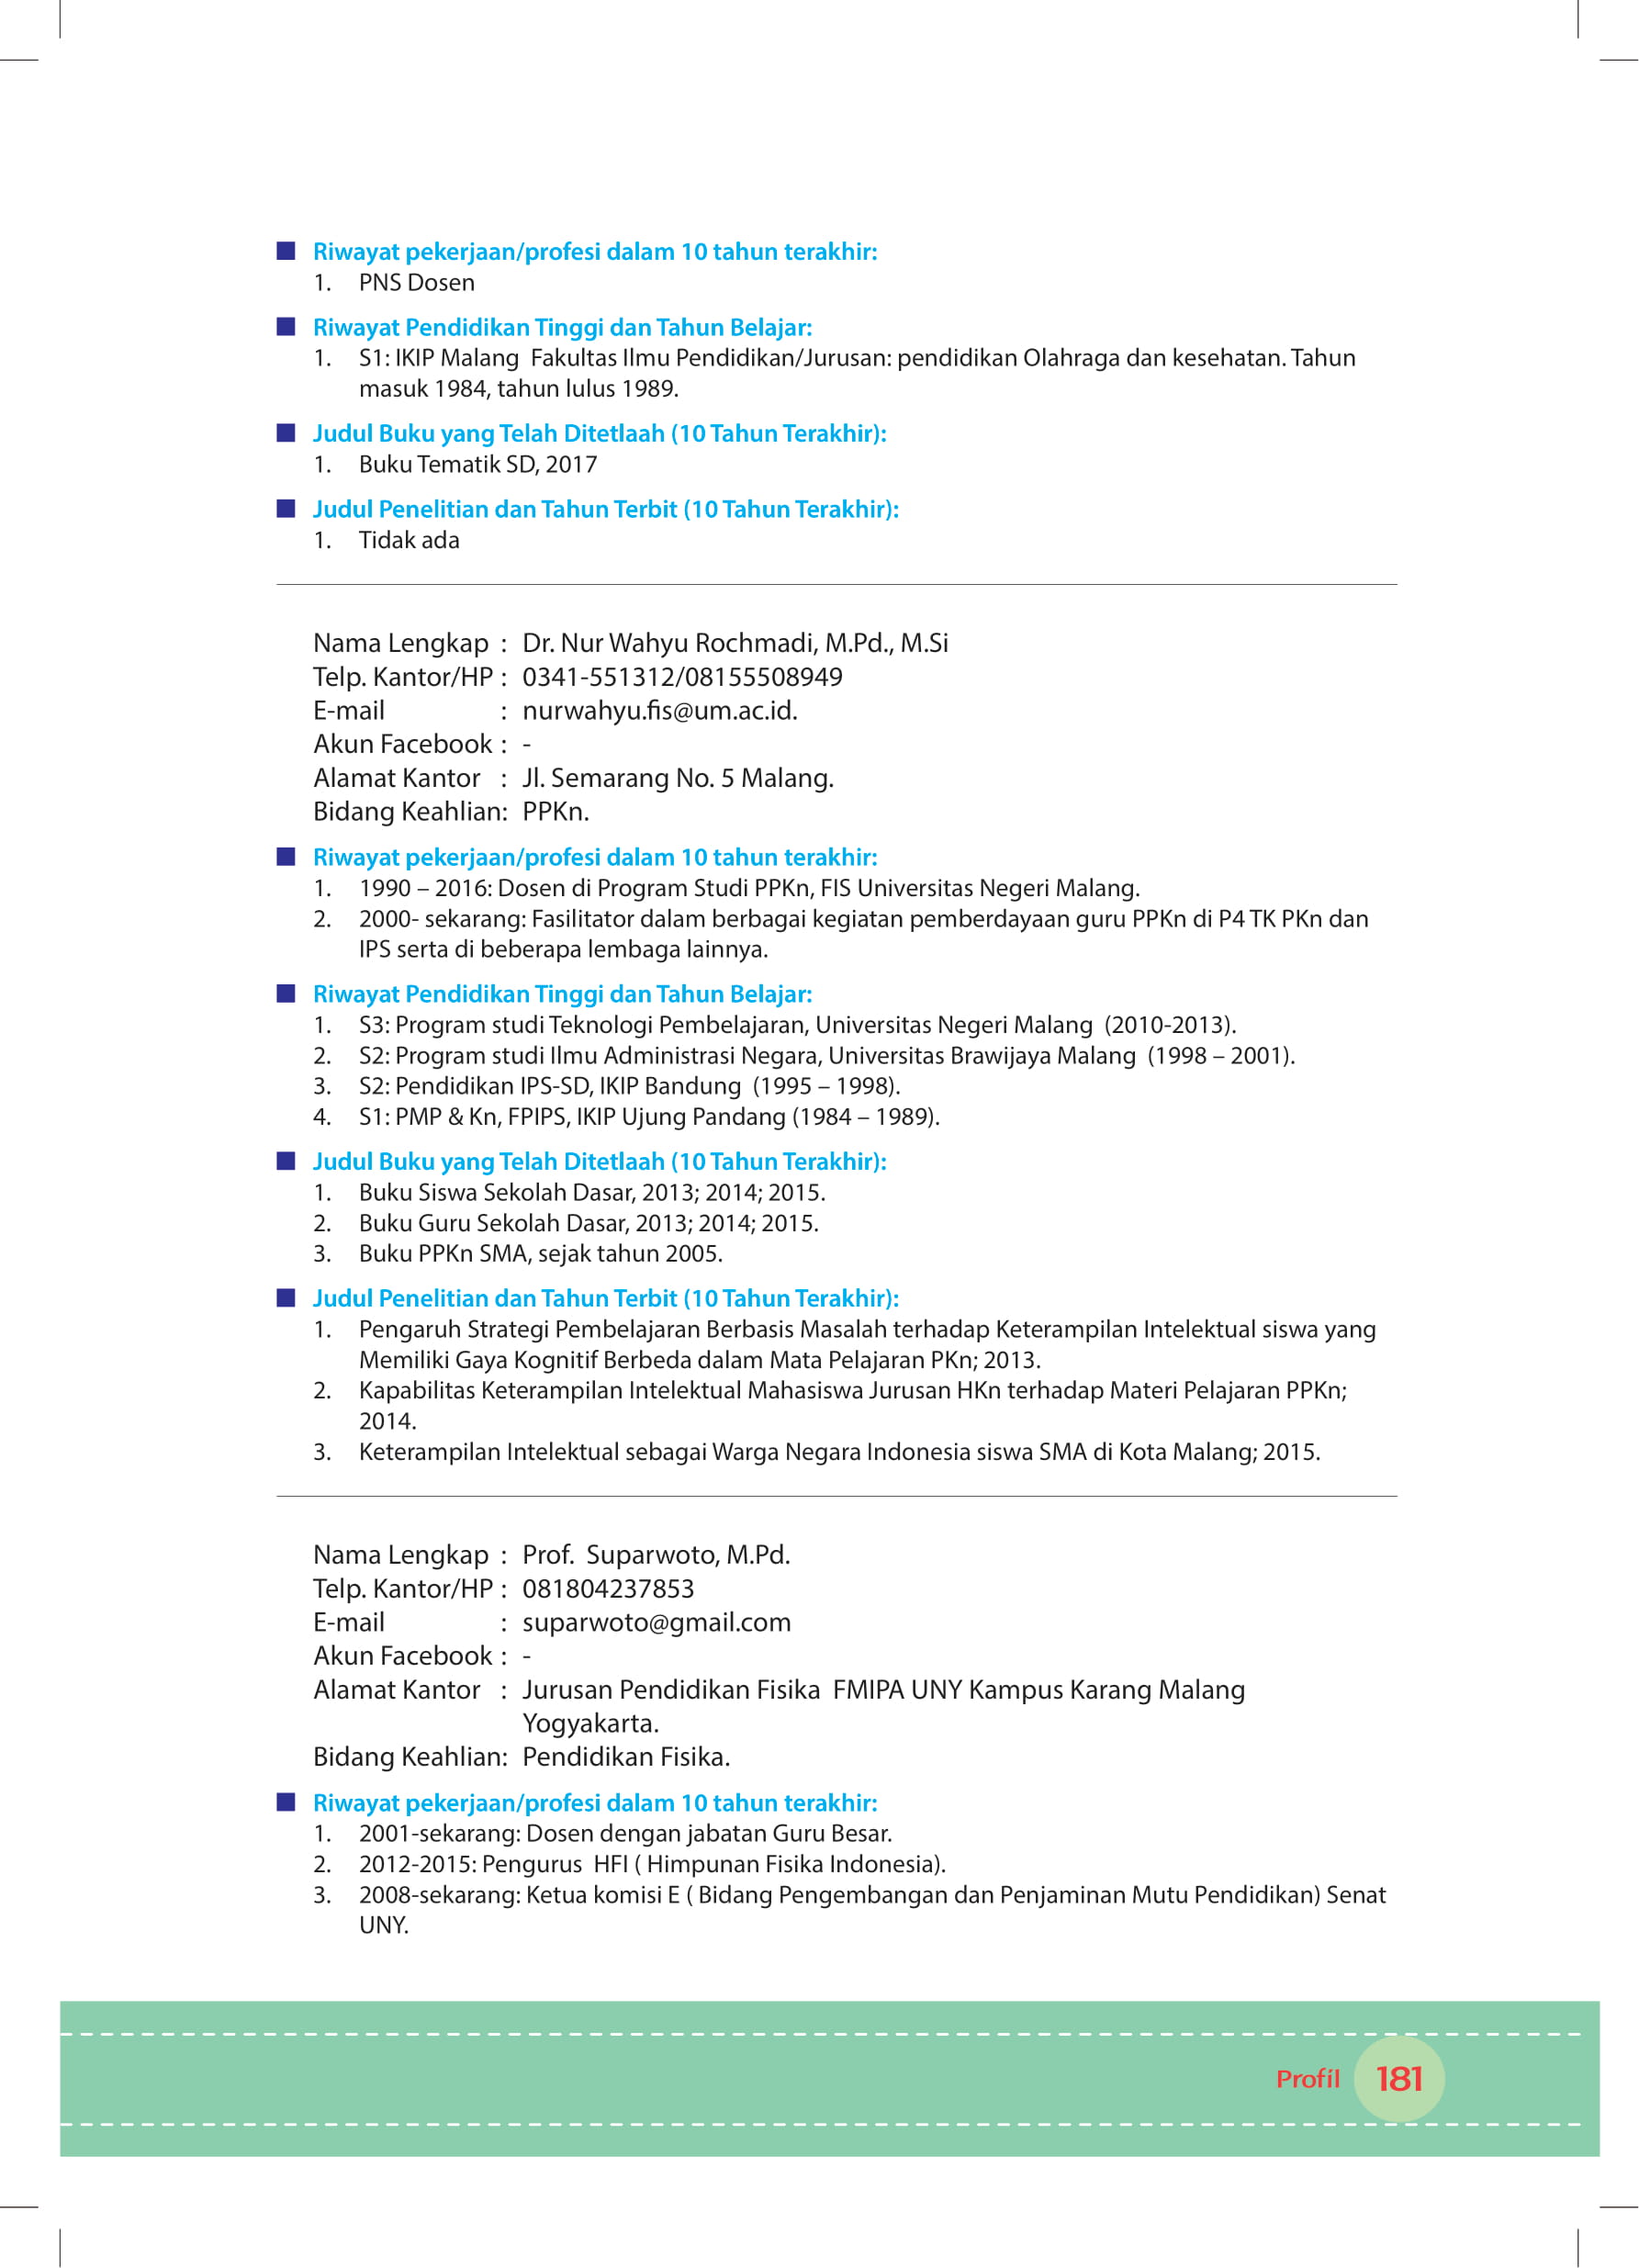 Riwayat pekerjaan/profesi dalam 10 tahun terakhir:
1. PNS Dosen
Riwayat Pendidikan Tinggi dan Tahun Belajar:
1. S1: IKIP Malang Fakultas Ilmu Pendidikan/Jurusan: pendidikan Olahraga dan kesehatan. Tahun
masuk 1984, tahun lulus 1989.
Judul Buku yang Telah Ditetlaah (10 Tahun Terakhir):
1. Buku Tematik SD, 2017
Judul Penelitian dan Tahun Terbit (10 Tahun Terakhir):
1. Tidak ada
Nama Lengkap : Dr. Nur Wahyu Rochmadi, M.Pd., M.Si
Telp. Kantor/HP : 0341-551312/08155508949
E-mail : nurwahyu.fis@um.ac.id.
Akun Facebook : -
Alamat Kantor : Jl. Semarang No. 5 Malang.
Bidang Keahlian: PPKn.
Riwayat pekerjaan/profesi dalam 10 tahun terakhir:
1. 1990 – 2016: Dosen di Program Studi PPKn, FIS Universitas Negeri Malang.
2. 2000- sekarang: Fasilitator dalam berbagai kegiatan pemberdayaan guru PPKn di P4 TK PKn dan
IPS serta di beberapa lembaga lainnya.
Riwayat Pendidikan Tinggi dan Tahun Belajar:
1. S3: Program studi Teknologi Pembelajaran, Universitas Negeri Malang (2010-2013).
2. S2: Program studi Ilmu Administrasi Negara, Universitas Brawijaya Malang (1998 – 2001).
3. S2: Pendidikan IPS-SD, IKIP Bandung (1995 – 1998).
4. S1: PMP & Kn, FPIPS, IKIP Ujung Pandang (1984 – 1989).
Judul Buku yang Telah Ditetlaah (10 Tahun Terakhir):
1. Buku Siswa Sekolah Dasar, 2013; 2014; 2015.
2. Buku Guru Sekolah Dasar, 2013; 2014; 2015.
3. Buku PPKn SMA, sejak tahun 2005.
Judul Penelitian dan Tahun Terbit (10 Tahun Terakhir):
1. Pengaruh Strategi Pembelajaran Berbasis Masalah terhadap Keterampilan Intelektual siswa yang
Memiliki Gaya Kognitif Berbeda dalam Mata Pelajaran PKn; 2013.
2. Kapabilitas Keterampilan Intelektual Mahasiswa Jurusan HKn terhadap Materi Pelajaran PPKn;
2014.
3. Keterampilan Intelektual sebagai Warga Negara Indonesia siswa SMA di Kota Malang; 2015.
Nama Lengkap : Prof. Suparwoto, M.Pd.
Telp. Kantor/HP : 081804237853
E-mail : suparwoto@gmail.com
Akun Facebook : -
Alamat Kantor : Jurusan Pendidikan Fisika FMIPA UNY Kampus Karang Malang
Yogyakarta.
Bidang Keahlian: Pendidikan Fisika.
Riwayat pekerjaan/profesi dalam 10 tahun terakhir:
1. 2001-sekarang: Dosen dengan jabatan Guru Besar.
2. 2012-2015: Pengurus HFI ( Himpunan Fisika Indonesia).
3. 2008-sekarang: Ketua komisi E ( Bidang Pengembangan dan Penjaminan Mutu Pendidikan) Senat
UNY.
Profil 181